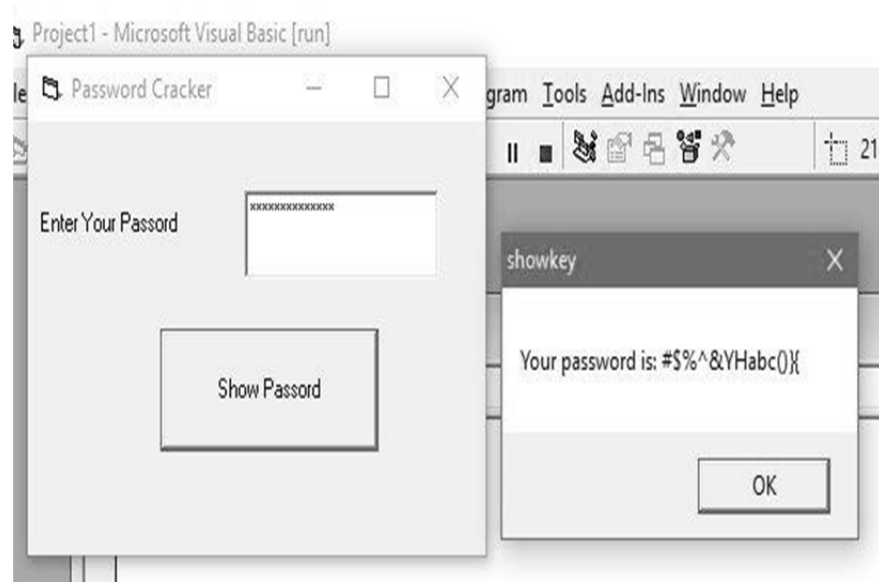 Project1 - Microsoft Visual Basic [run]
Password Cracker
gram Tools Add-Ins Window Help
21
Enter Your Passord
xxxxxxxxxxxxxx
Show Passord
showkey
Your password is: #$%^&YHabc(){
OK